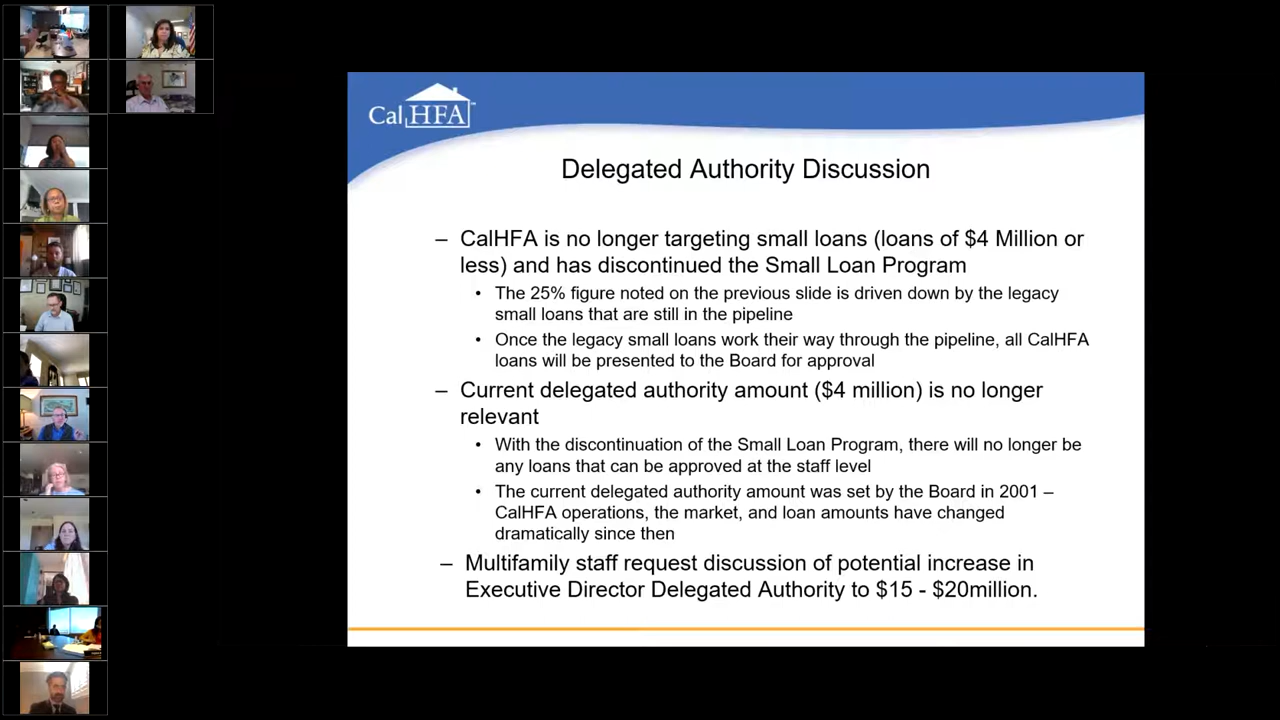 CalHFA™
Delegated Authority Discussion
– CalHFA is no longer targeting small loans (loans of $4 Million or
less) and has discontinued the Small Loan Program
• The 25% figure noted on the previous slide is driven down by the legacy
small loans that are still in the pipeline
• Once the legacy small loans work their way through the pipeline, all CalHFA
loans will be presented to the Board for approval
– Current delegated authority amount ($4 million) is no longer
relevant
• With the discontinuation of the Small Loan Program, there will no longer be
any loans that can be approved at the staff level
• The current delegated authority amount was set by the Board in 2001 –
CalHFA operations, the market, and loan amounts have changed
dramatically since then
– Multifamily staff request discussion of potential increase in
Executive Director Delegated Authority to $15 - $20million.